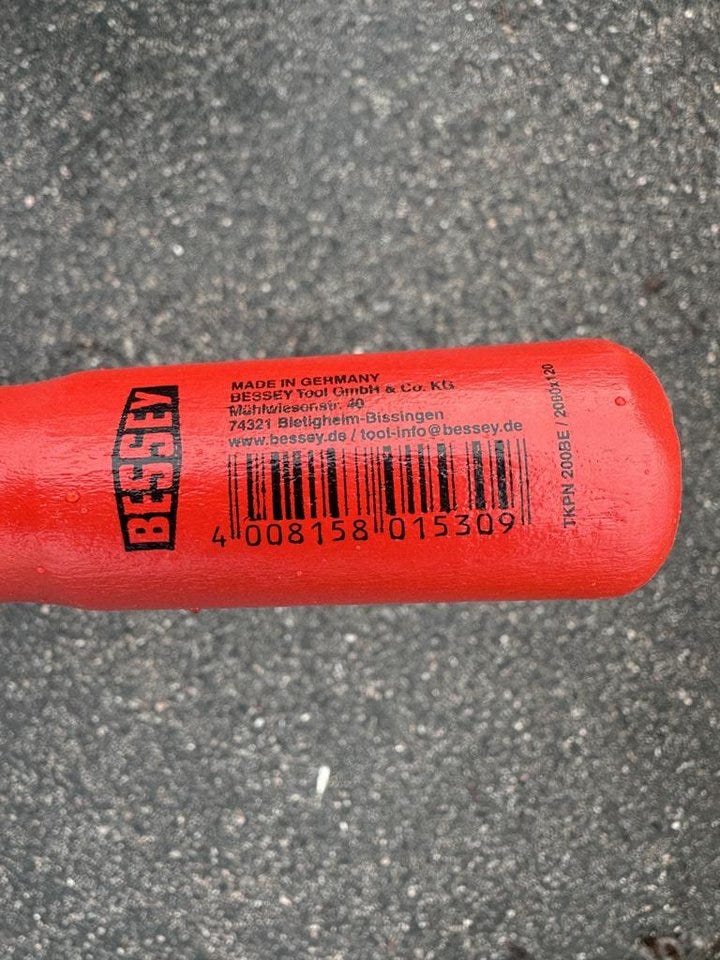 BESSEY
MADE IN GERMANY
BESSEY Tool GmbH & Co. KG
Mühlwiesenstr. 40
74321 Bietigheim-Bissingen
www.bessey.de / tool-info@bessey.de
4 008158 015309
TKPN 200BE / 2000x120